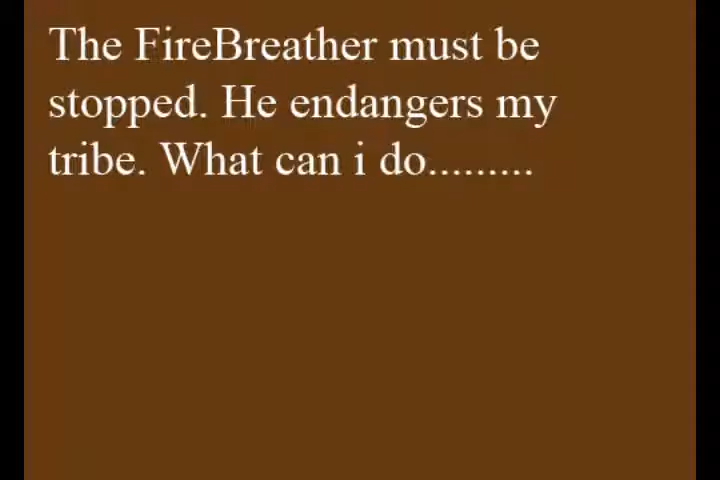 The FireBreather must be
stopped. He endangers my
tribe. What can i do.........